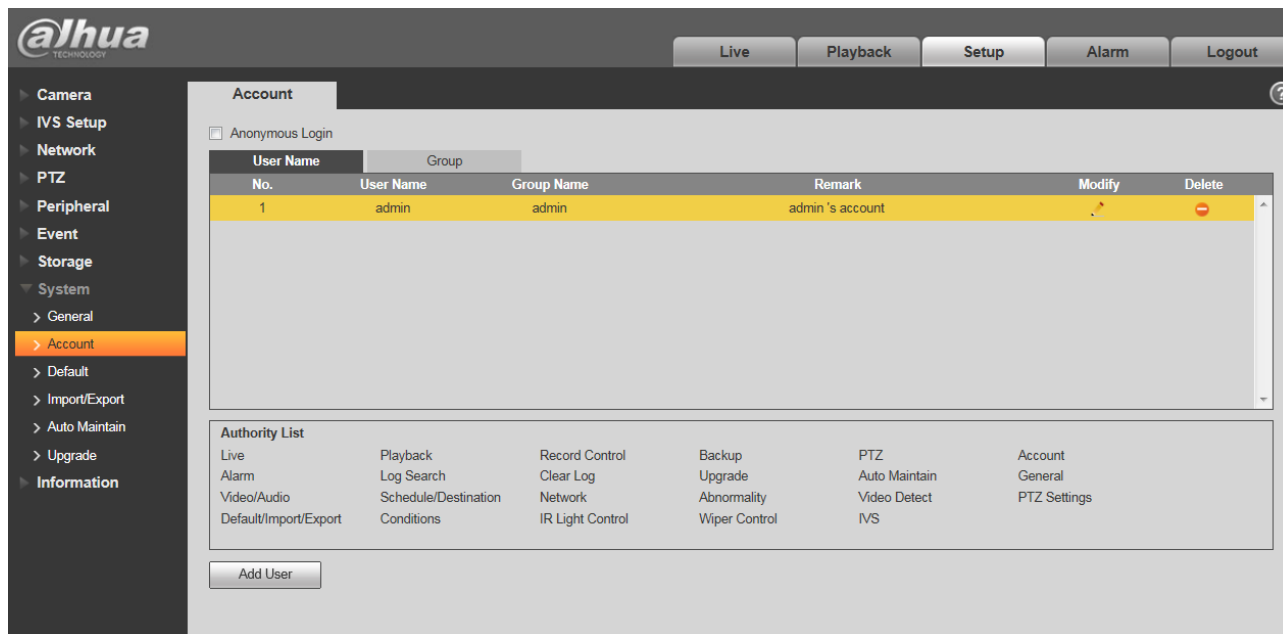 alhua
TECHNOLOGY
Live Playback Setup Alarm Logout
Camera
IVS Setup
Network
PTZ
Peripheral
Event
Storage
System
General
Account
Default
Import/Export
Auto Maintain
Upgrade
Information
Account
?
Anonymous Login
User Name Group
No. User Name Group Name Remark Modify Delete
1 admin admin admin 's account
Authority List
Live Playback Record Control Backup PTZ Account
Alarm Log Search Clear Log Upgrade Auto Maintain General
Video/Audio Schedule/Destination Network Abnormality Video Detect PTZ Settings
Default/Import/Export Conditions IR Light Control Wiper Control IVS
Add User